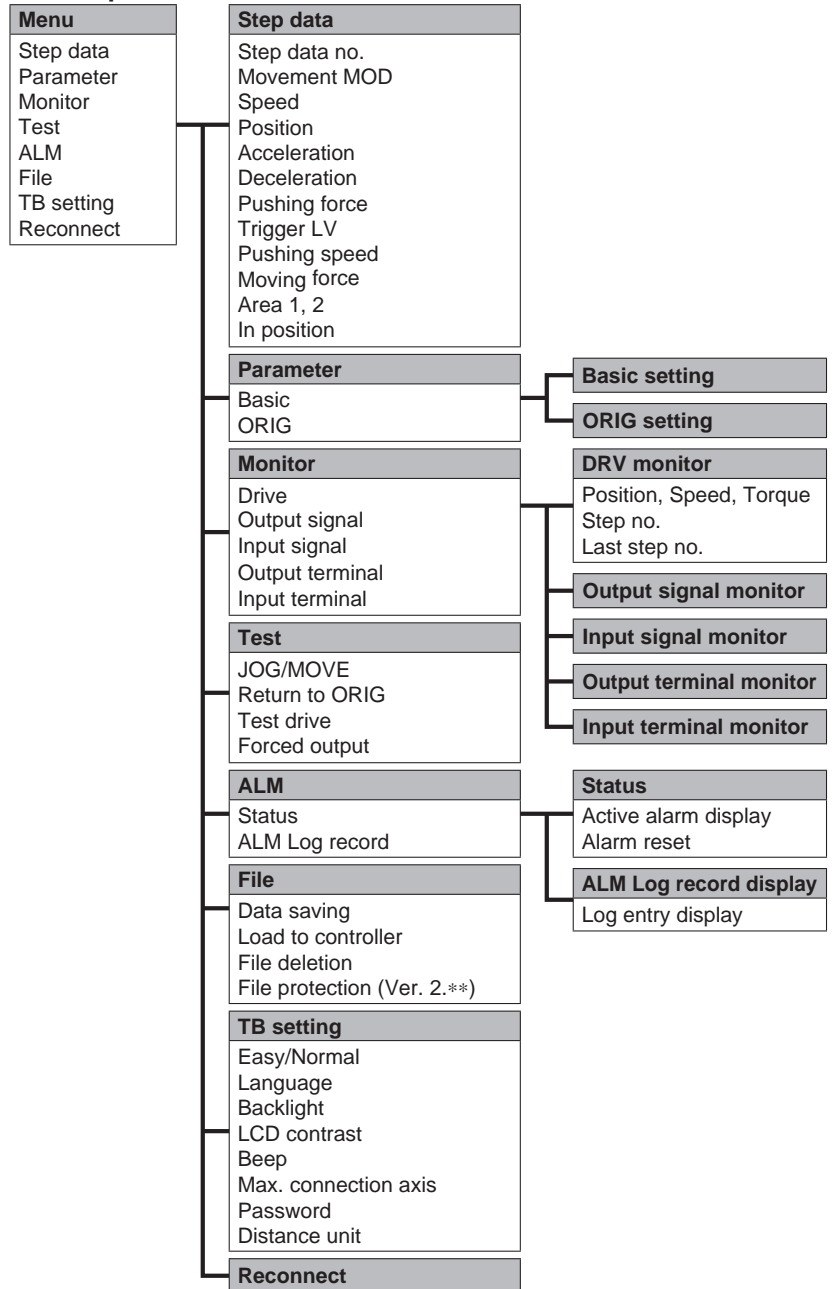 Menu
Step data
Parameter
Monitor
Test
ALM
File
TB setting
Reconnect
Step data
Step data no.
Movement MOD
Speed
Position
Acceleration
Deceleration
Pushing force
Trigger LV
Pushing speed
Moving force
Area 1, 2
In position
Parameter
Basic
ORIG
Basic setting
ORIG setting
Monitor
Drive
Output signal
Input signal
Output terminal
Input terminal
DRV monitor
Position, Speed, Torque
Step no.
Last step no.
Output signal monitor
Input signal monitor
Output terminal monitor
Input terminal monitor
Test
JOG/MOVE
Return to ORIG
Test drive
Forced output
ALM
Status
ALM Log record
Status
Active alarm display
Alarm reset
ALM Log record display
Log entry display
File
Data saving
Load to controller
File deletion
File protection (Ver. 2.**)
TB setting
Easy/Normal
Language
Backlight
LCD contrast
Beep
Max. connection axis
Password
Distance unit
Reconnect